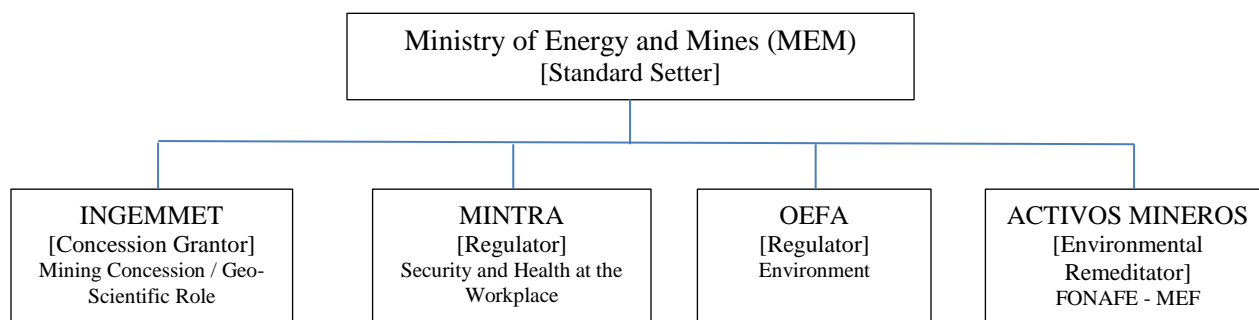 Ministry of Energy and Mines (MEM)
[Standard Setter]
INGEMMET
[Concession Grantor]
Mining Concession / Geo-
Scientific Role
MINTRA
[Regulator]
Security and Health at the
Workplace
OEFA
[Regulator]
Environment
ACTIVOS MINEROS
[Environmental
Remeditator]
FONAFE - MEF